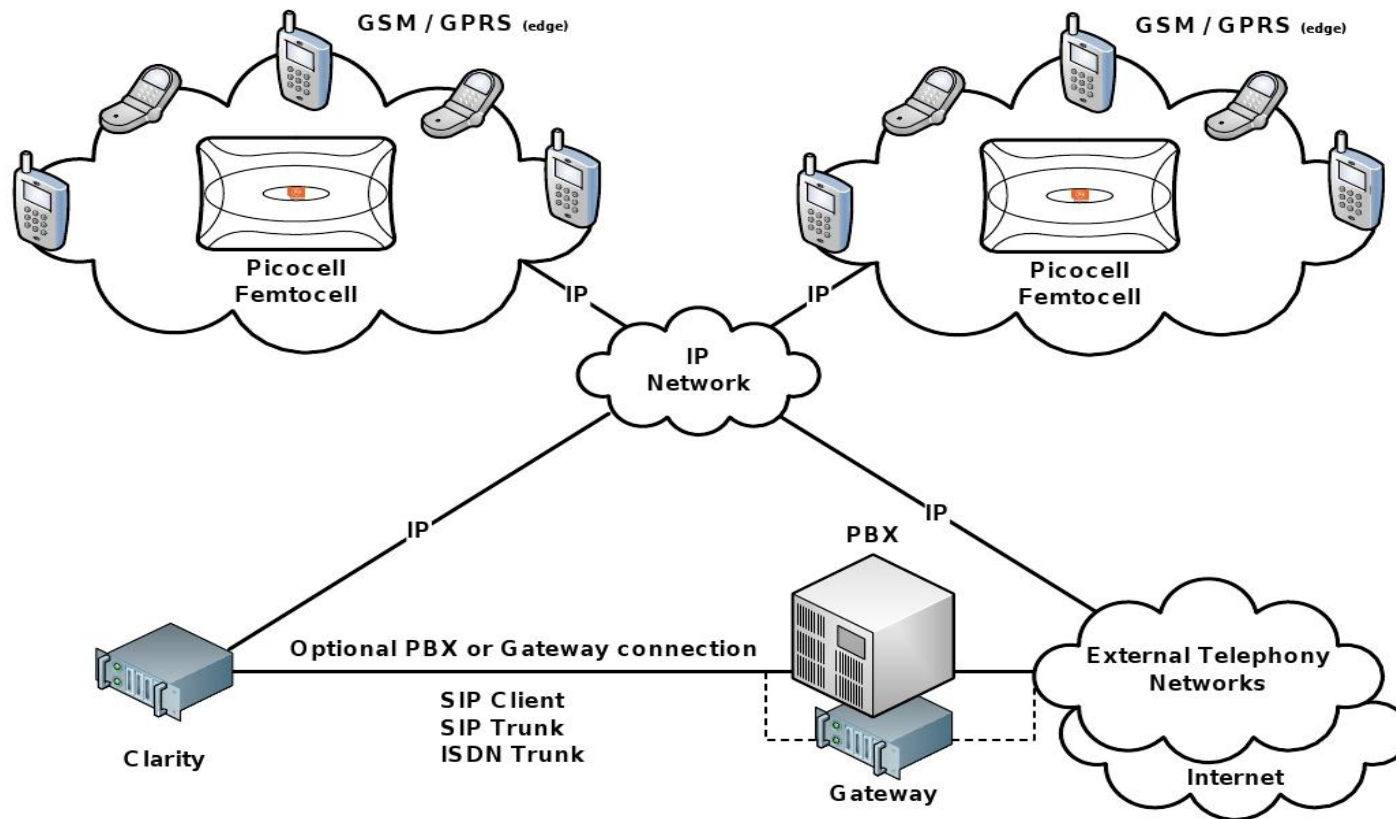 GSM / GPRS (edge)
GSM / GPRS (edge)
Picocell
Femtocell
Picocell
Femtocell
IP
IP
IP
Network
IP
IP
PBX
Optional PBX or Gateway connection
SIP Client
SIP Trunk
ISDN Trunk
External Telephony
Networks
Clarity
Internet
Gateway